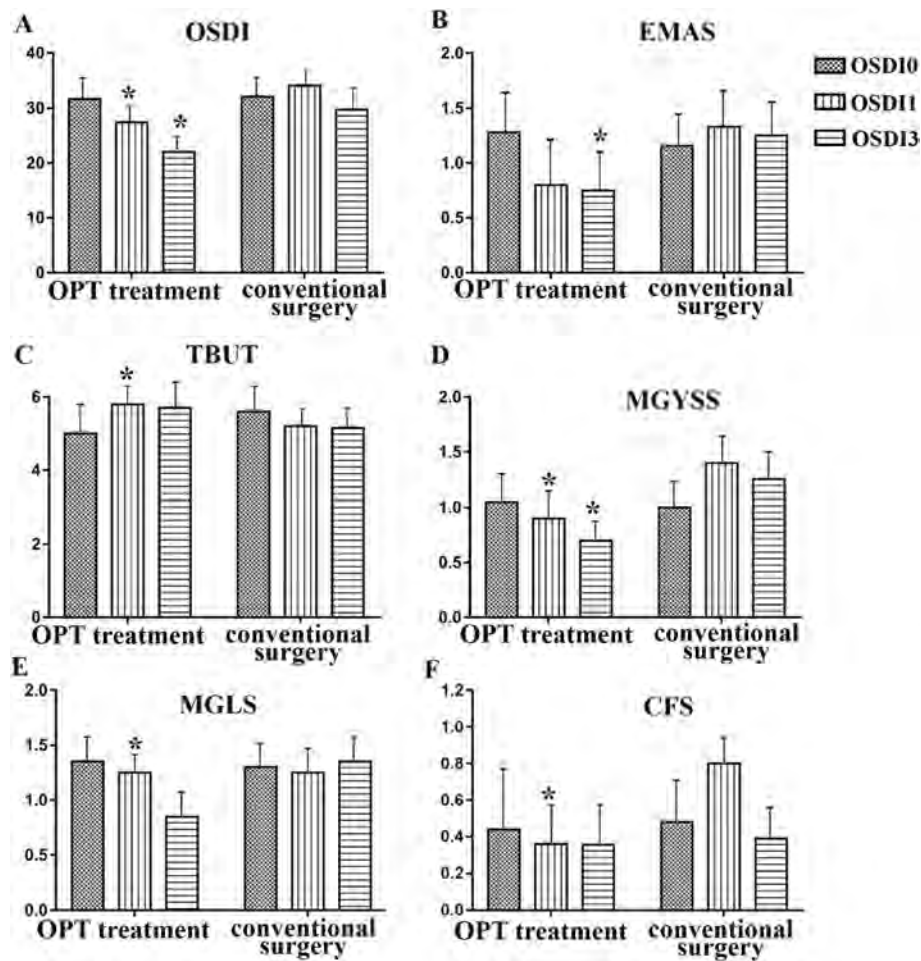 A
OSDI
40
30
20
10
0
*
*
OPT treatment
conventional
surgery
B
EMAS
2.0
1.5
1.0
0.5
0.0
*
OPT treatment
conventional
surgery
OSDI0
OSDI1
OSDI3
C
TBUT
6
4
2
0
*
OPT treatment
conventional
surgery
D
MGYSS
2.0
1.5
1.0
0.5
0.0
*
*
OPT treatment
conventional
surgery
E
MGLS
2.0
1.5
1.0
0.5
0.0
*
OPT treatment
conventional
surgery
F
CFS
1.2
1.0
0.8
0.6
0.4
0.2
0.0
*
OPT treatment
conventional
surgery